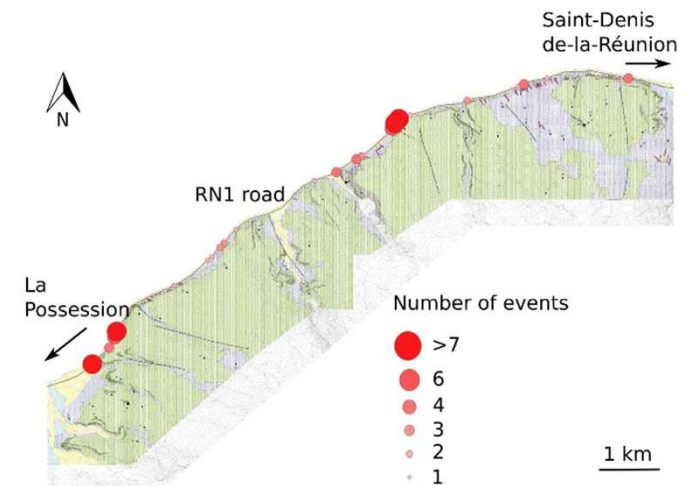 Saint-Denis
de-la-Réunion
N
RN1 road
La
Possession
Number of events
>7
6
4
3
2
1
1 km